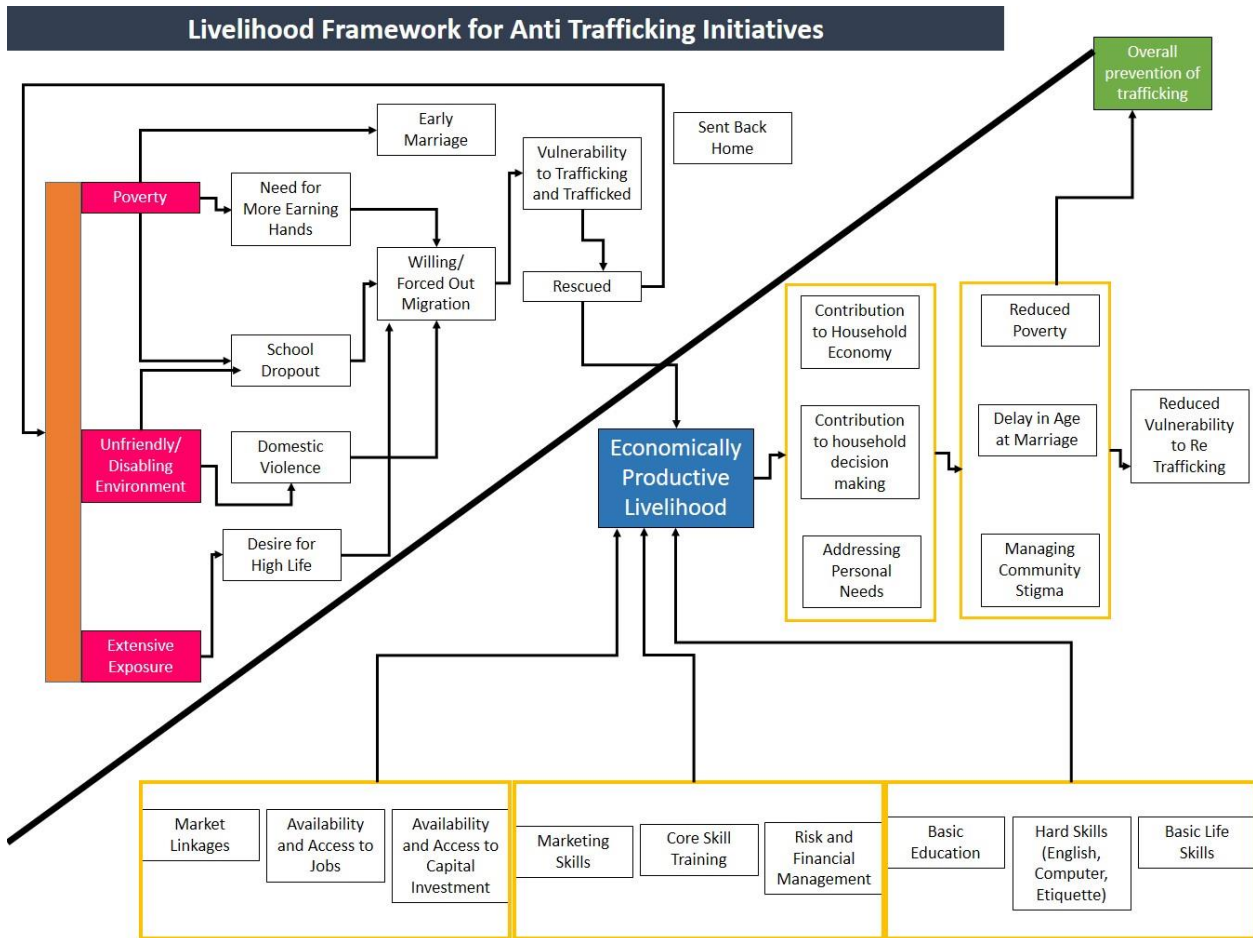 Livelihood Framework for Anti Trafficking Initiatives
Overall
prevention of
trafficking
Early
Marriage
Sent Back
Home
Vulnerability
to Trafficking
and Trafficked
Poverty
Need for
More Earning
Hands
Willing/
Forced Out
Migration
Rescued
School
Dropout
Unfriendly/
Disabling
Environment
Domestic
Violence
Desire for
High Life
Extensive
Exposure
Economically
Productive
Livelihood
Contribution
to Household
Economy
Contribution
to household
decision
making
Addressing
Personal
Needs
Reduced
Poverty
Delay in Age
at Marriage
Managing
Community
Stigma
Reduced
Vulnerability
to Re
Trafficking
Market
Linkages
Availability
and Access to
Jobs
Availability
and Access to
Capital
Investment
Marketing
Skills
Core Skill
Training
Risk and
Financial
Management
Basic
Education
Hard Skills
(English,
Computer,
Etiquette)
Basic Life
Skills